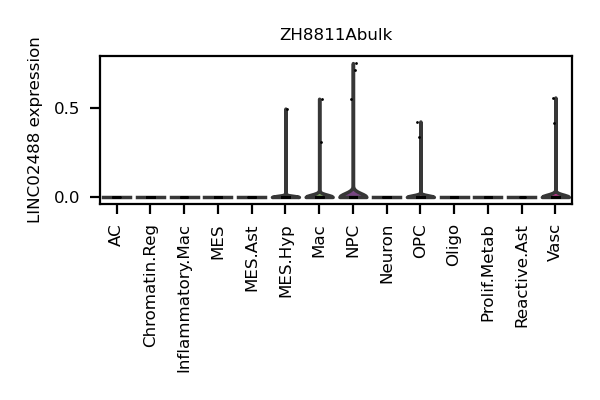 ZH8811Abulk
LINC02488 expression
0.5
0.0
AC
Chromatin.Reg
Inflammatory.Mac
MES
MES.Ast
MES.Hyp
Mac
NPC
Neuron
OPC
Oligo
Prolif.Metab
Reactive.Ast
Vasc